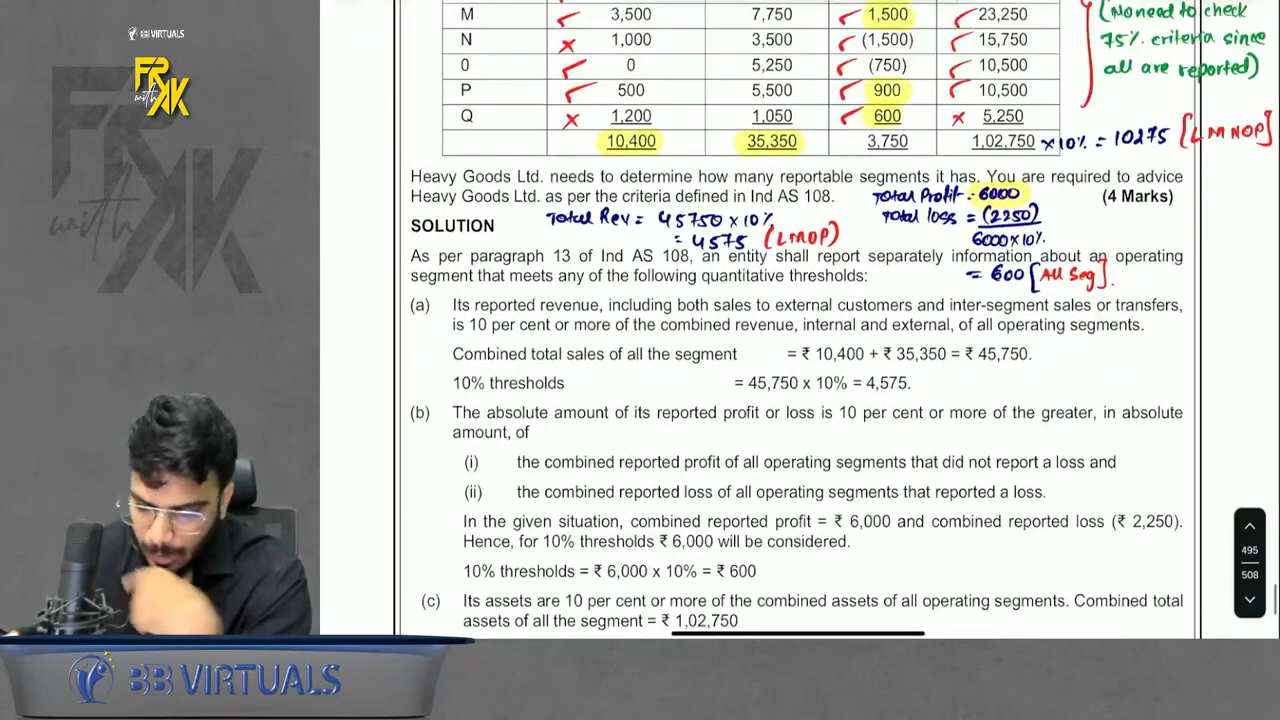 BB VIRTUALS
FR
with
AK
FR
with
AK
M 3,500 7,750 1,500 23,250
N 1,000 3,500 (1,500) 15,750
0 0 5,250 (750) 10,500
P 500 5,500 900 10,500
Q 1,200 1,050 600 5,250
10,400 35,350 3,750 1,02,750 x10% = 10275 [LMNOP]
(No need to check
75% criteria since
all are reported)
Heavy Goods Ltd. needs to determine how many reportable segments it has. You are required to advice
Heavy Goods Ltd. as per the criteria defined in Ind AS 108. (4 Marks)
Total Profit = 6000
Total loss = (2250)
6000x10%.
= 600 [All Seg].
SOLUTION
Total Rev = 45750 x10%
= 4575 (LMOP)
As per paragraph 13 of Ind AS 108, an entity shall report separately information about an operating
segment that meets any of the following quantitative thresholds:
(a) Its reported revenue, including both sales to external customers and inter-segment sales or transfers,
is 10 per cent or more of the combined revenue, internal and external, of all operating segments.
Combined total sales of all the segment = ₹ 10,400 + ₹ 35,350 = ₹ 45,750.
10% thresholds = 45,750 x 10% = 4,575.
(b) The absolute amount of its reported profit or loss is 10 per cent or more of the greater, in absolute
amount, of
(i) the combined reported profit of all operating segments that did not report a loss and
(ii) the combined reported loss of all operating segments that reported a loss.
In the given situation, combined reported profit = ₹ 6,000 and combined reported loss (₹ 2,250).
Hence, for 10% thresholds ₹ 6,000 will be considered.
10% thresholds = ₹ 6,000 x 10% = ₹ 600
(c) Its assets are 10 per cent or more of the combined assets of all operating segments. Combined total
assets of all the segment = ₹ 1,02,750
495
508
BB VIRTUALS